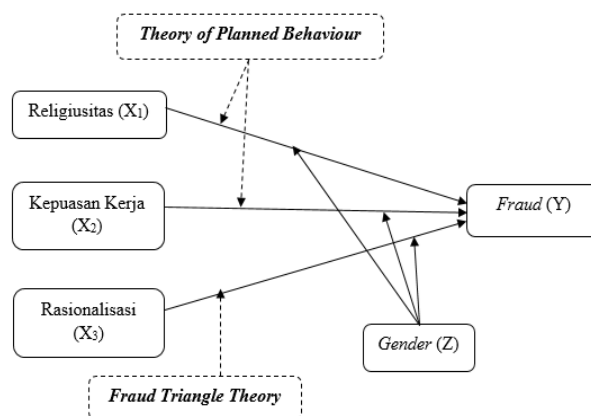 Theory of Planned Behaviour
Religiusitas (X1)
Kepuasan Kerja
(X2)
Fraud (Y)
Rasionalisasi
(X3)
Gender (Z)
Fraud Triangle Theory